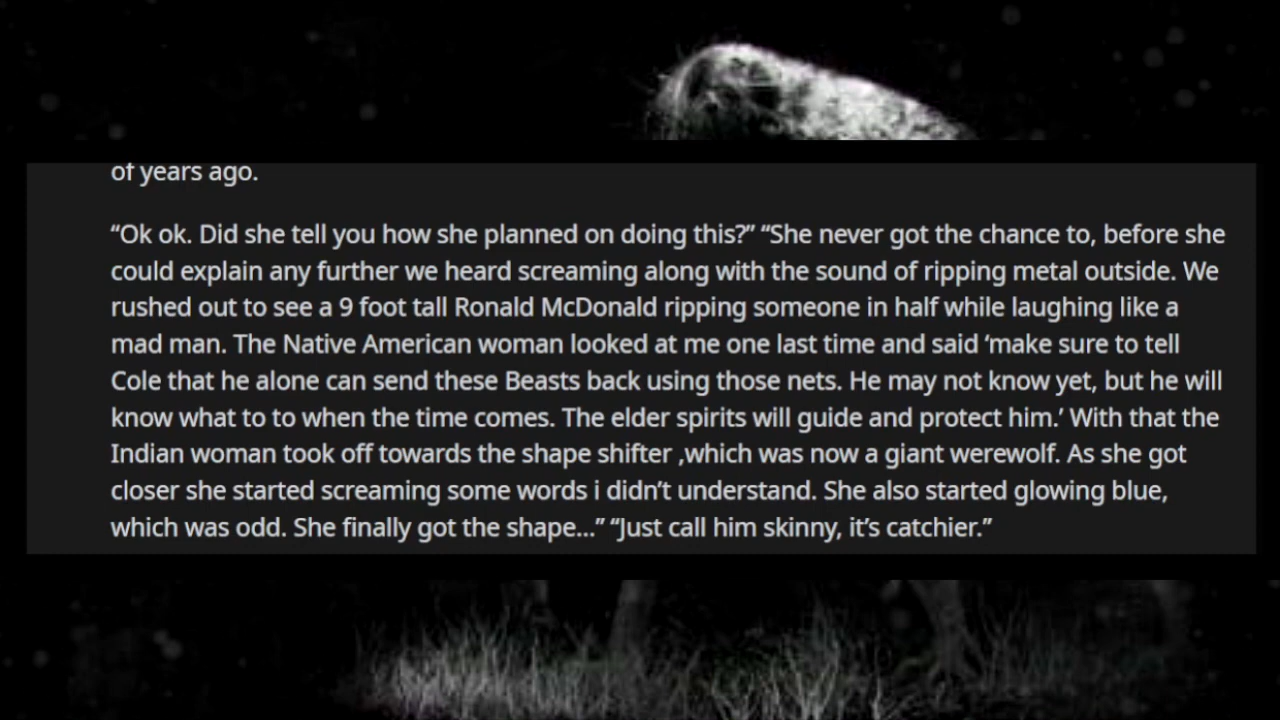 of years ago.
“Ok ok. Did she tell you how she planned on doing this?” “She never got the chance to, before she
could explain any further we heard screaming along with the sound of ripping metal outside. We
rushed out to see a 9 foot tall Ronald McDonald ripping someone in half while laughing like a
mad man. The Native American woman looked at me one last time and said ‘make sure to tell
Cole that he alone can send these Beasts back using those nets. He may not know yet, but he will
know what to to when the time comes. The elder spirits will guide and protect him.’ With that the
Indian woman took off towards the shape shifter ,which was now a giant werewolf. As she got
closer she started screaming some words i didn’t understand. She also started glowing blue,
which was odd. She finally got the shape...” “Just call him skinny, it’s catchier.”